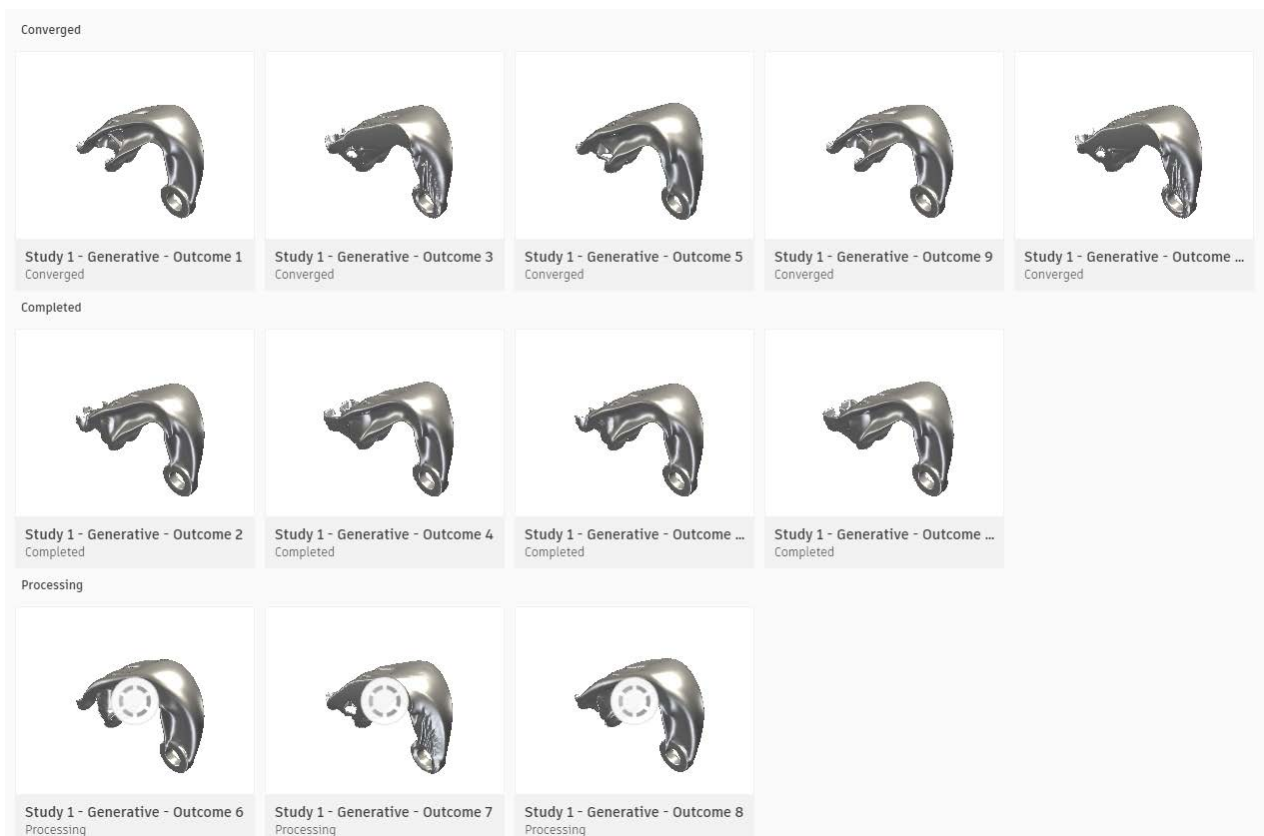 Converged
Study 1 - Generative - Outcome 1
Converged
Study 1 - Generative - Outcome 3
Converged
Study 1 - Generative - Outcome 5
Converged
Study 1 - Generative - Outcome 9
Converged
Study 1 - Generative - Outcome ...
Converged
Completed
Study 1 - Generative - Outcome 2
Completed
Study 1 - Generative - Outcome 4
Completed
Study 1 - Generative - Outcome ...
Completed
Study 1 - Generative - Outcome ...
Completed
Processing
Study 1 - Generative - Outcome 6
Processing
Study 1 - Generative - Outcome 7
Processing
Study 1 - Generative - Outcome 8
Processing